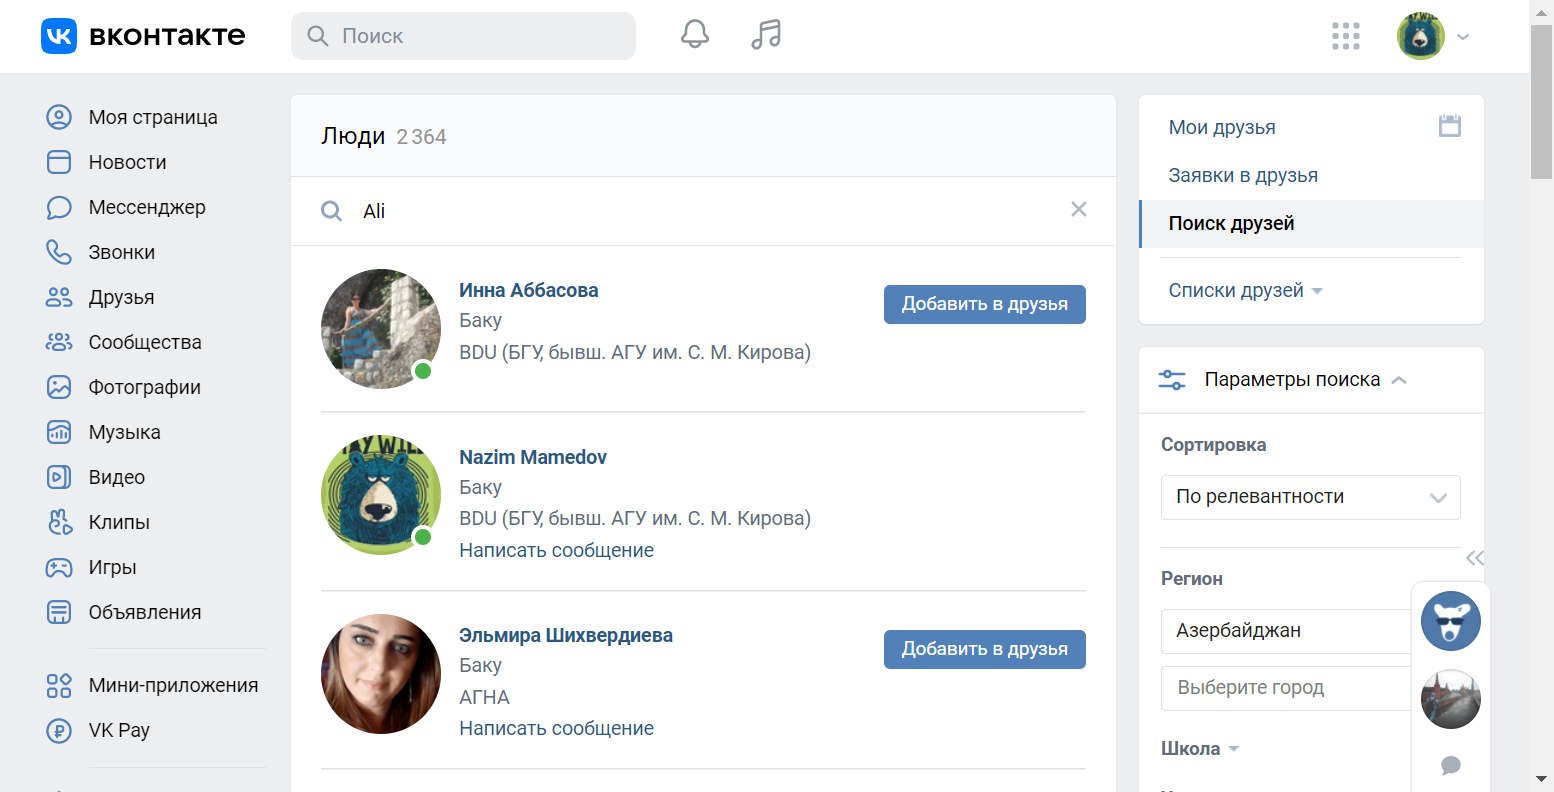 вконтакте
Поиск
Моя страница
Новости
Мессенджер
Звонки
Друзья
Сообщества
Фотографии
Музыка
Видео
Клипы
Игры
Объявления
Мини-приложения
VK Pay
Люди 2 364
Ali
Инна Аббасова
Баку
BDU (БГУ, бывш. АГУ им. С. М. Кирова)
Добавить в друзья
Nazim Mamedov
Баку
BDU (БГУ, бывш. АГУ им. С. М. Кирова)
Написать сообщение
Эльмира Шихвердиева
Баку
АГНА
Написать сообщение
Добавить в друзья
Мои друзья
Заявки в друзья
Поиск друзей
Списки друзей
Параметры поиска
Сортировка
По релевантности
Регион
Азербайджан
Выберите город
Школа